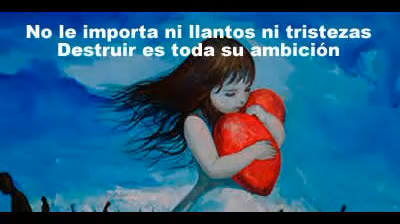 No le importa ni llantos ni tristezas
Destruir es toda su ambición